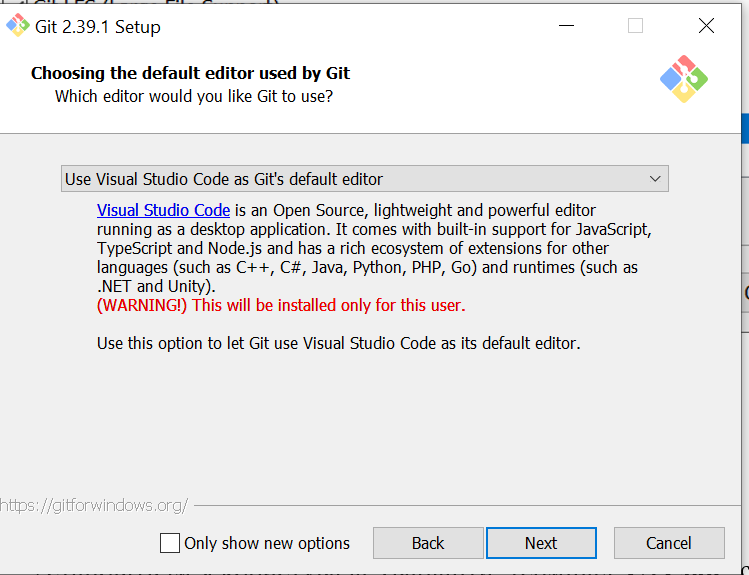 Git 2.39.1 Setup
Choosing the default editor used by Git
Which editor would you like Git to use?
Use Visual Studio Code as Git's default editor
Visual Studio Code is an Open Source, lightweight and powerful editor
running as a desktop application. It comes with built-in support for JavaScript,
TypeScript and Node.js and has a rich ecosystem of extensions for other
languages (such as C++, C#, Java, Python, PHP, Go) and runtimes (such as
.NET and Unity).
(WARNING!) This will be installed only for this user.
Use this option to let Git use Visual Studio Code as its default editor.
https://gitforwindows.org/
Only show new options
Back
Next
Cancel